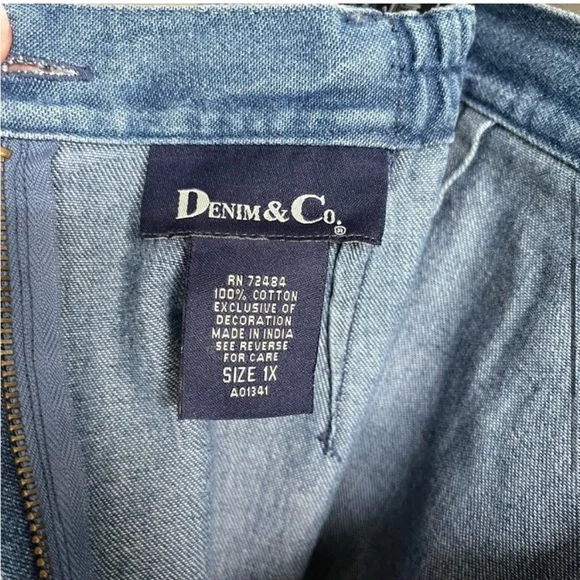 DENIM & CO.®
RN 72484
100% COTTON
EXCLUSIVE OF
DECORATION
MADE IN INDIA
SEE REVERSE
FOR CARE
SIZE 1X
A01341